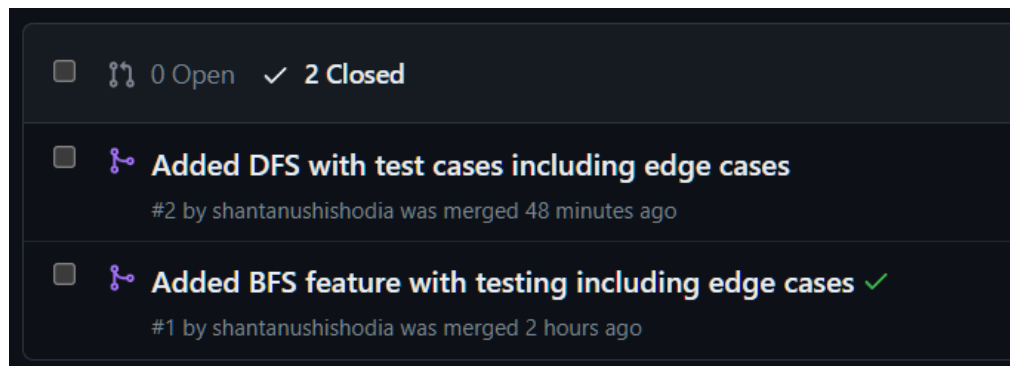 0 Open 2 Closed
Added DFS with test cases including edge cases
#2 by shantanushishodia was merged 48 minutes ago
Added BFS feature with testing including edge cases
#1 by shantanushishodia was merged 2 hours ago